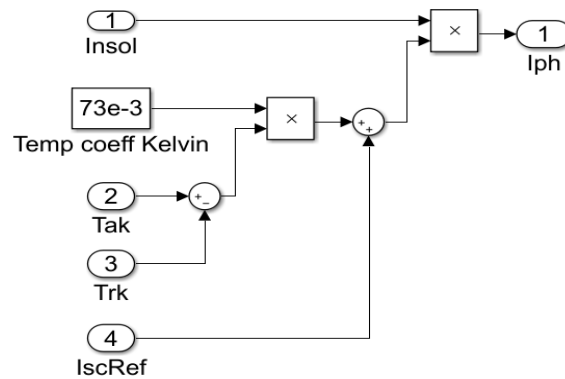 1
Insol
×
1
Iph
73e-3
Temp coeff Kelvin
×
+
+
2
Tak
+
−
3
Trk
4
IscRef